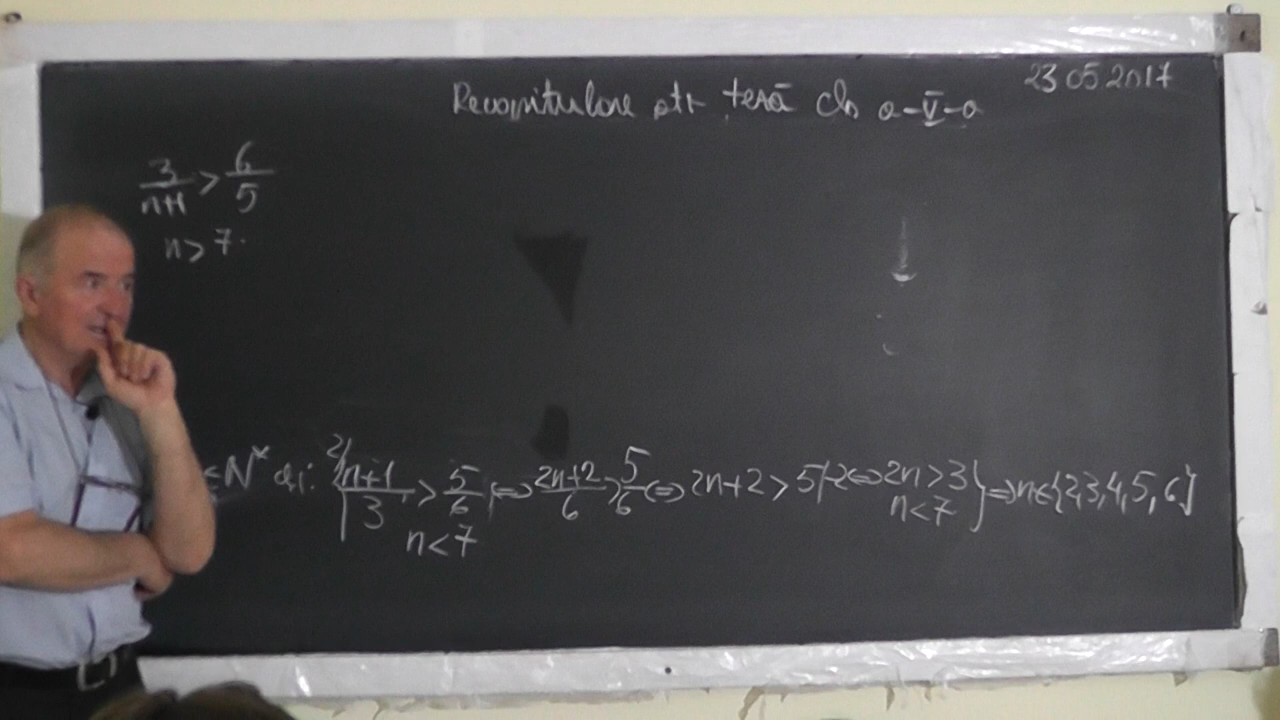 23.05.2017
Recapitulare ptr teză cls a-V-a
3/(n+1) > 6/5
n > 7.
∈N* a.î: ²⁾(n+1)/3 > 5/6 |⇔ (2n+2)/6 > 5/6 ⇔ 2n+2 > 5|-2 ⇔ 2n > 3 } ⇒ n∈{2,3,4,5,6}
n < 7 n < 7